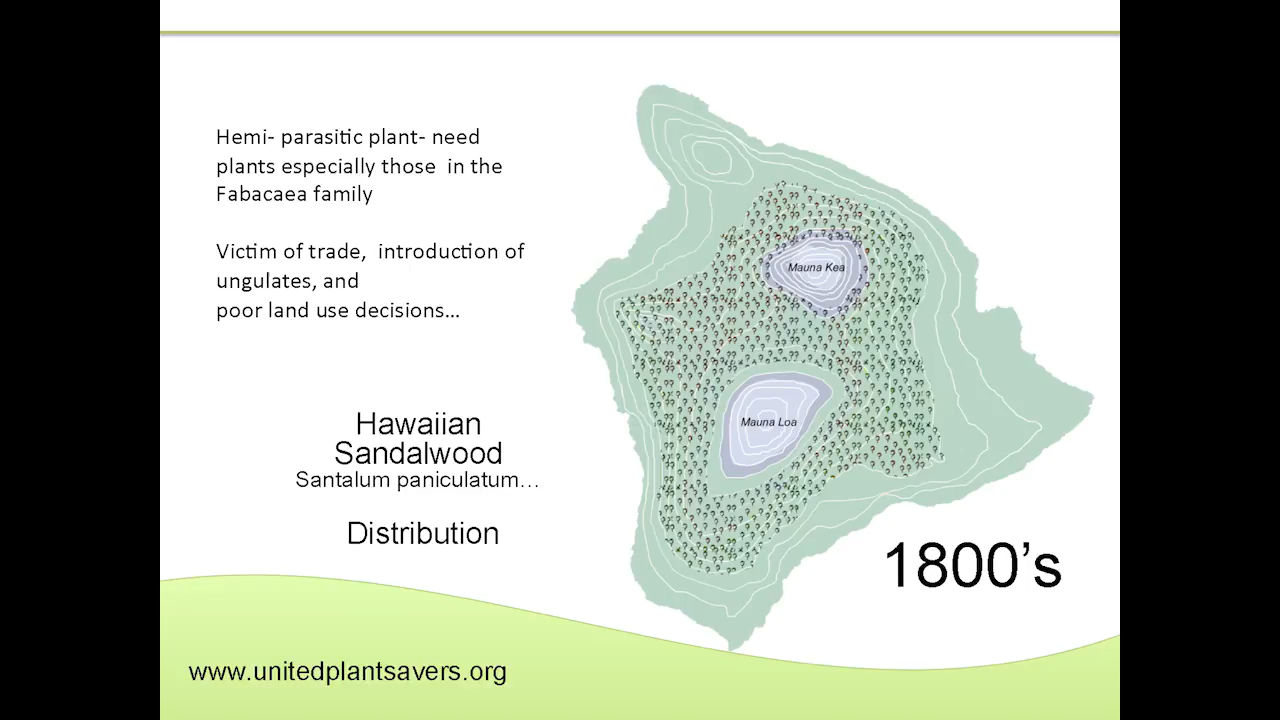 Hemi- parasitic plant- need
plants especially those  in the
Fabacaea family
Victim of trade,  introduction of
ungulates, and
poor land use decisions…
Hawaiian
Sandalwood
Santalum paniculatum…
Distribution
Mauna Kea
Mauna Loa
1800’s
www.unitedplantsavers.org